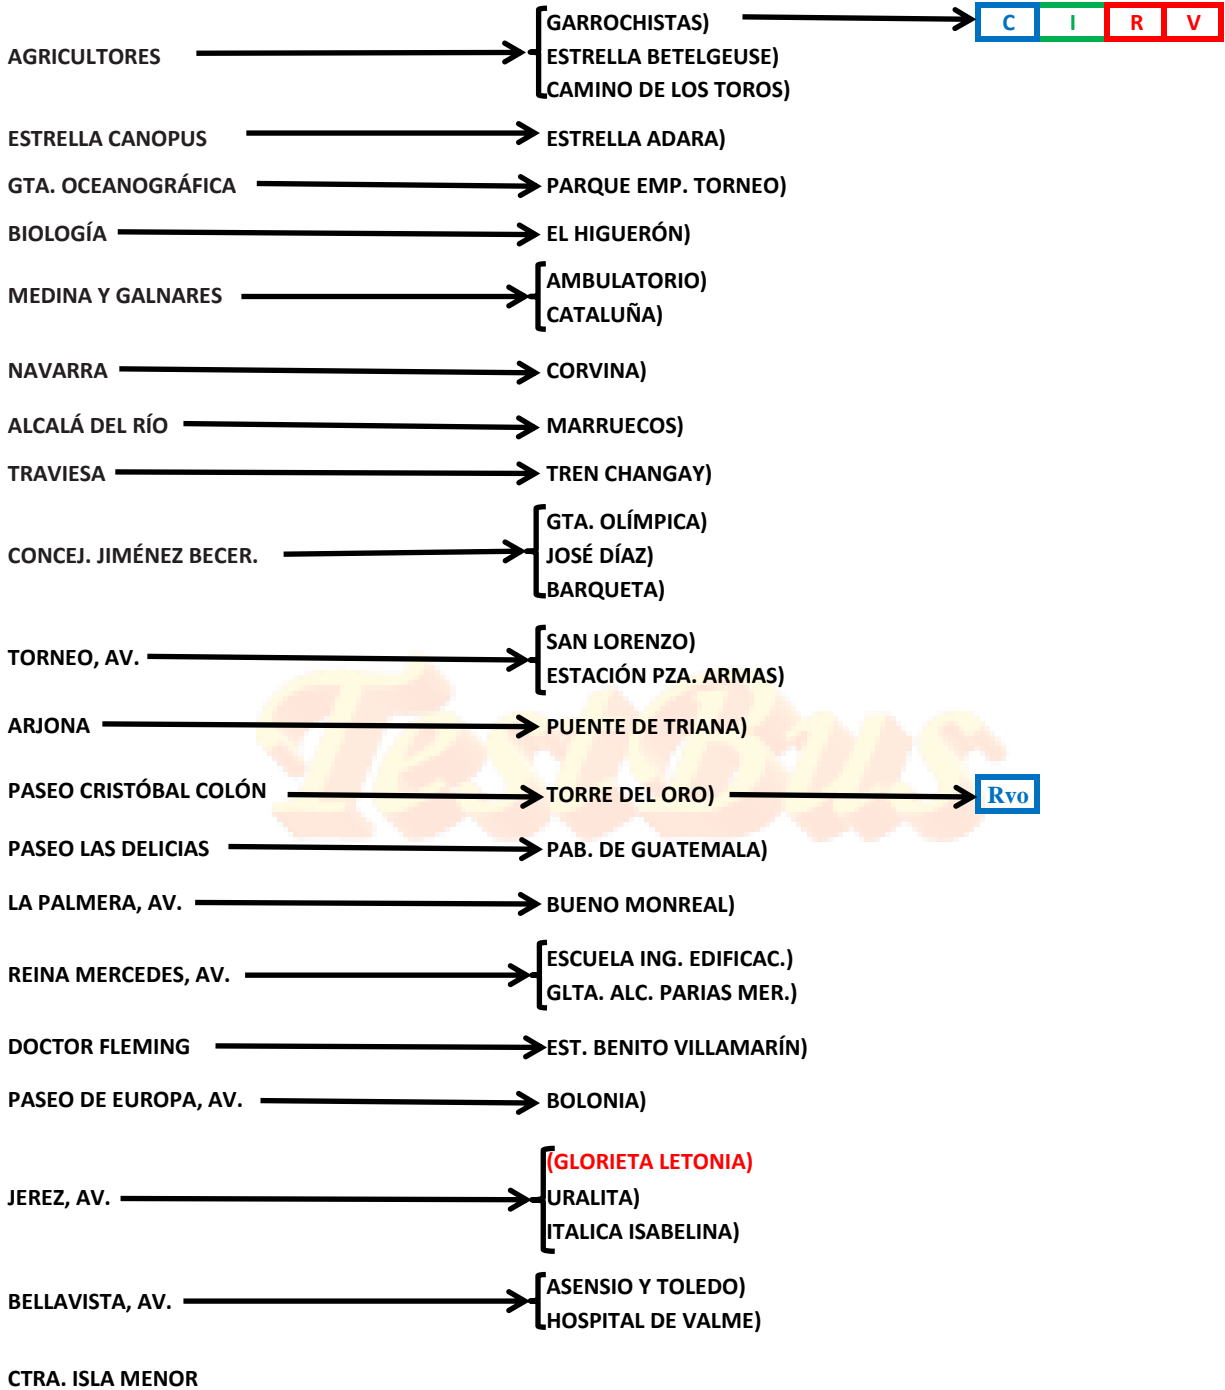 GARROCHISTAS)
C I R V
AGRICULTORES
ESTRELLA BETELGEUSE)
CAMINO DE LOS TOROS)
ESTRELLA CANOPUS
ESTRELLA ADARA)
GTA. OCEANOGRÁFICA
PARQUE EMP. TORNEO)
BIOLOGÍA
EL HIGUERÓN)
MEDINA Y GALNARES
AMBULATORIO)
CATALUÑA)
NAVARRA
CORVINA)
ALCALÁ DEL RÍO
MARRUECOS)
TRAVIESA
TREN CHANGAY)
CONCEJ. JIMÉNEZ BECER.
GTA. OLÍMPICA)
JOSÉ DÍAZ)
BARQUETA)
TORNEO, AV.
SAN LORENZO)
ESTACIÓN PZA. ARMAS)
TestBus
ARJONA
PUENTE DE TRIANA)
PASEO CRISTÓBAL COLÓN
TORRE DEL ORO)
Rvo
PASEO LAS DELICIAS
PAB. DE GUATEMALA)
LA PALMERA, AV.
BUENO MONREAL)
REINA MERCEDES, AV.
ESCUELA ING. EDIFICAC.)
GLTA. ALC. PARIAS MER.)
DOCTOR FLEMING
EST. BENITO VILLAMARÍN)
PASEO DE EUROPA, AV.
BOLONIA)
JEREZ, AV.
(GLORIETA LETONIA)
URALITA)
ITALICA ISABELINA)
BELLAVISTA, AV.
ASENSIO Y TOLEDO)
HOSPITAL DE VALME)
CTRA. ISLA MENOR